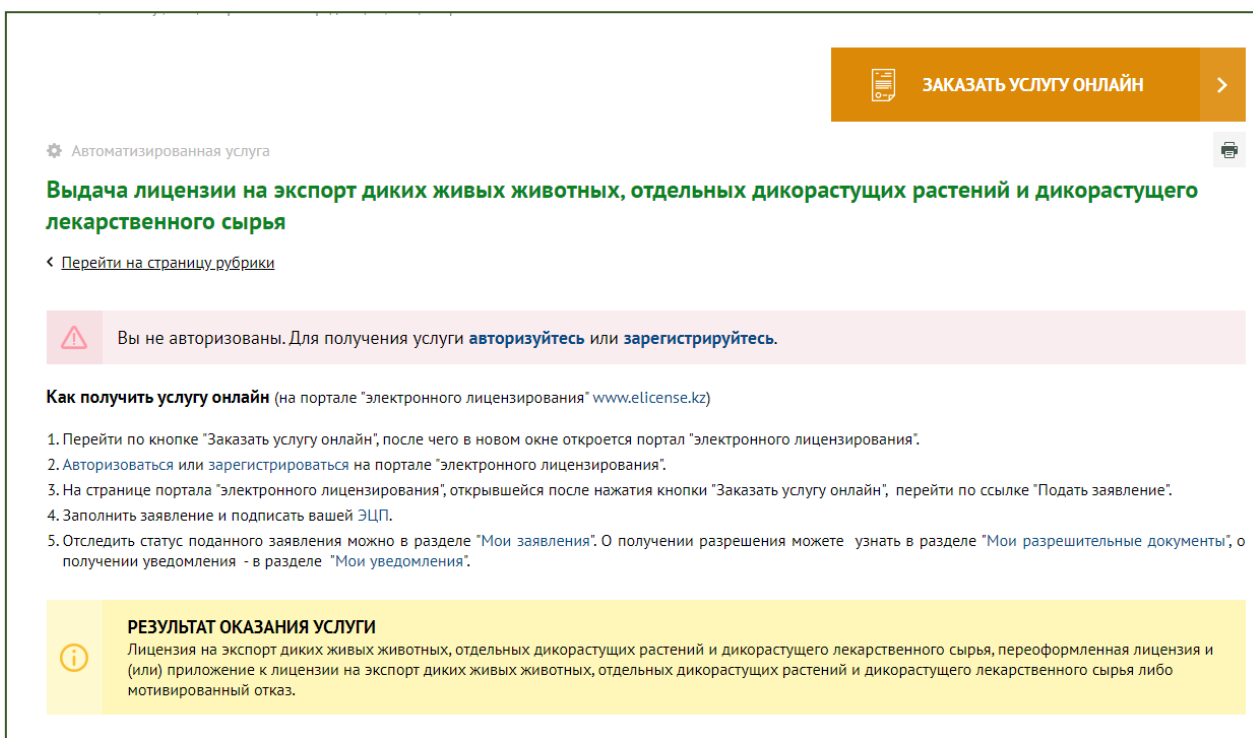 ЗАКАЗАТЬ УСЛУГУ ОНЛАЙН
Автоматизированная услуга
Выдача лицензии на экспорт диких живых животных, отдельных дикорастущих растений и дикорастущего
лекарственного сырья
Перейти на страницу рубрики
Вы не авторизованы. Для получения услуги авторизуйтесь или зарегистрируйтесь.
Как получить услугу онлайн (на портале "электронного лицензирования" www.elicense.kz)
1. Перейти по кнопке "Заказать услугу онлайн", после чего в новом окне откроется портал "электронного лицензирования".
2. Авторизоваться или зарегистрироваться на портале "электронного лицензирования".
3. На странице портала "электронного лицензирования", открывшейся после нажатия кнопки "Заказать услугу онлайн", перейти по ссылке "Подать заявление".
4. Заполнить заявление и подписать вашей ЭЦП.
5. Отследить статус поданного заявления можно в разделе "Мои заявления". О получении разрешения можете узнать в разделе "Мои разрешительные документы", о
получении уведомления - в разделе "Мои уведомления".
РЕЗУЛЬТАТ ОКАЗАНИЯ УСЛУГИ
Лицензия на экспорт диких живых животных, отдельных дикорастущих растений и дикорастущего лекарственного сырья, переоформленная лицензия и
(или) приложение к лицензии на экспорт диких живых животных, отдельных дикорастущих растений и дикорастущего лекарственного сырья либо
мотивированный отказ.